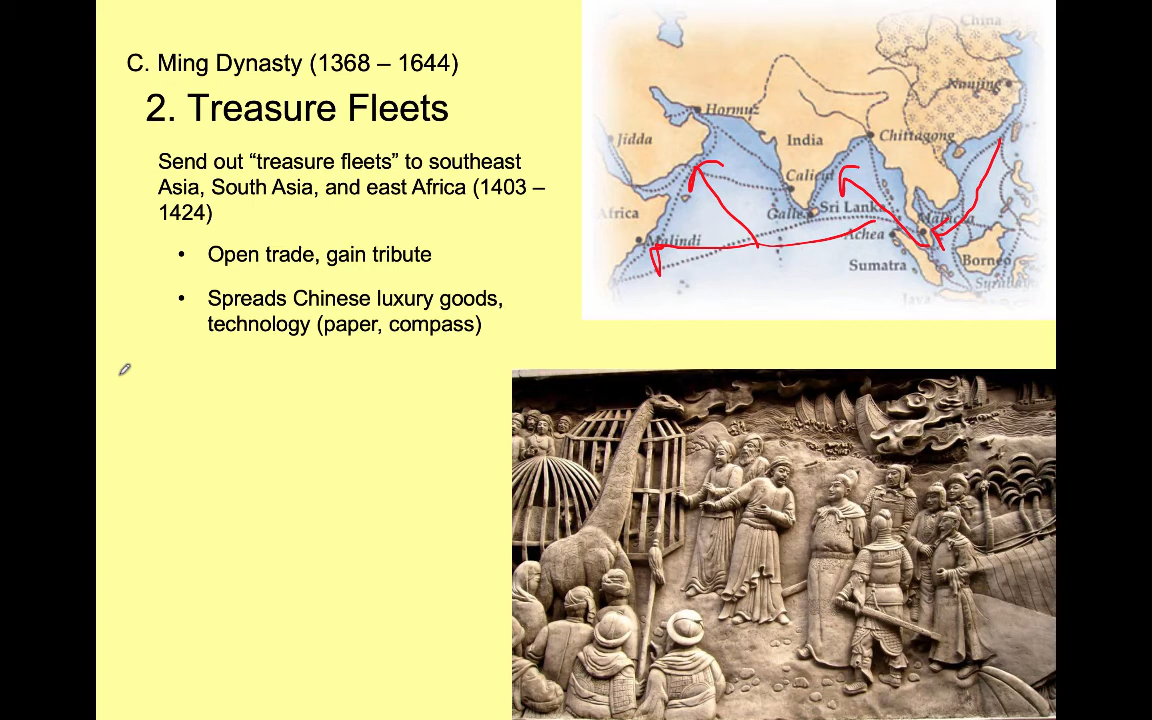 C. Ming Dynasty (1368 – 1644)
2. Treasure Fleets
Send out “treasure fleets” to southeast
Asia, South Asia, and east Africa (1403 –
1424)
• Open trade, gain tribute
• Spreads Chinese luxury goods,
technology (paper, compass)
China
Nanjing
Hormuz
Jidda
India
Chittagong
Calicut
Africa
Galle
Sri Lanka
Malacca
Malindi
Achea
Sumatra
Borneo
Java